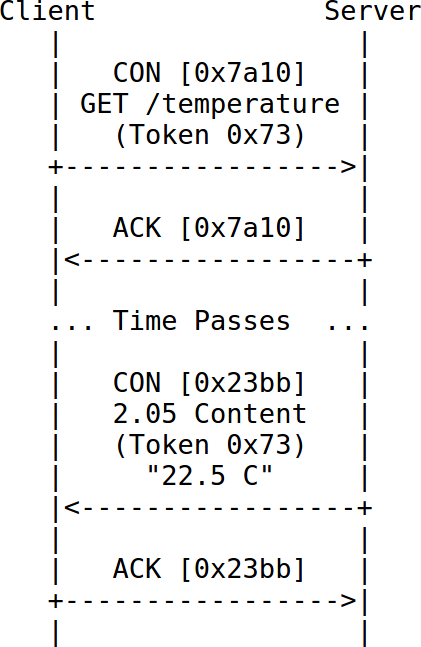 Client Server
CON [0x7a10]
GET /temperature
(Token 0x73)
ACK [0x7a10]
... Time Passes ...
CON [0x23bb]
2.05 Content
(Token 0x73)
"22.5 C"
ACK [0x23bb]